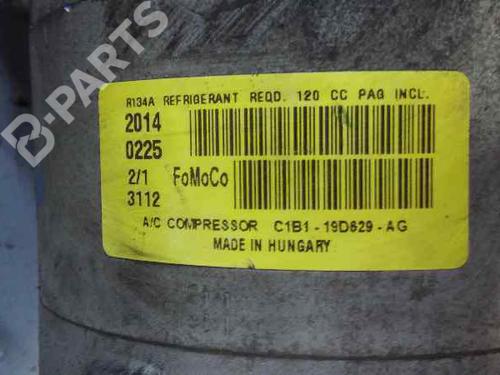 B-PARTS
R134A REFRIGERANT REQD. 120 CC PAG INCL.
2014
0225
2/1 FoMoCo
3112
A/C COMPRESSOR C1B1-19D629-AG
MADE IN HUNGARY
B-PARTS